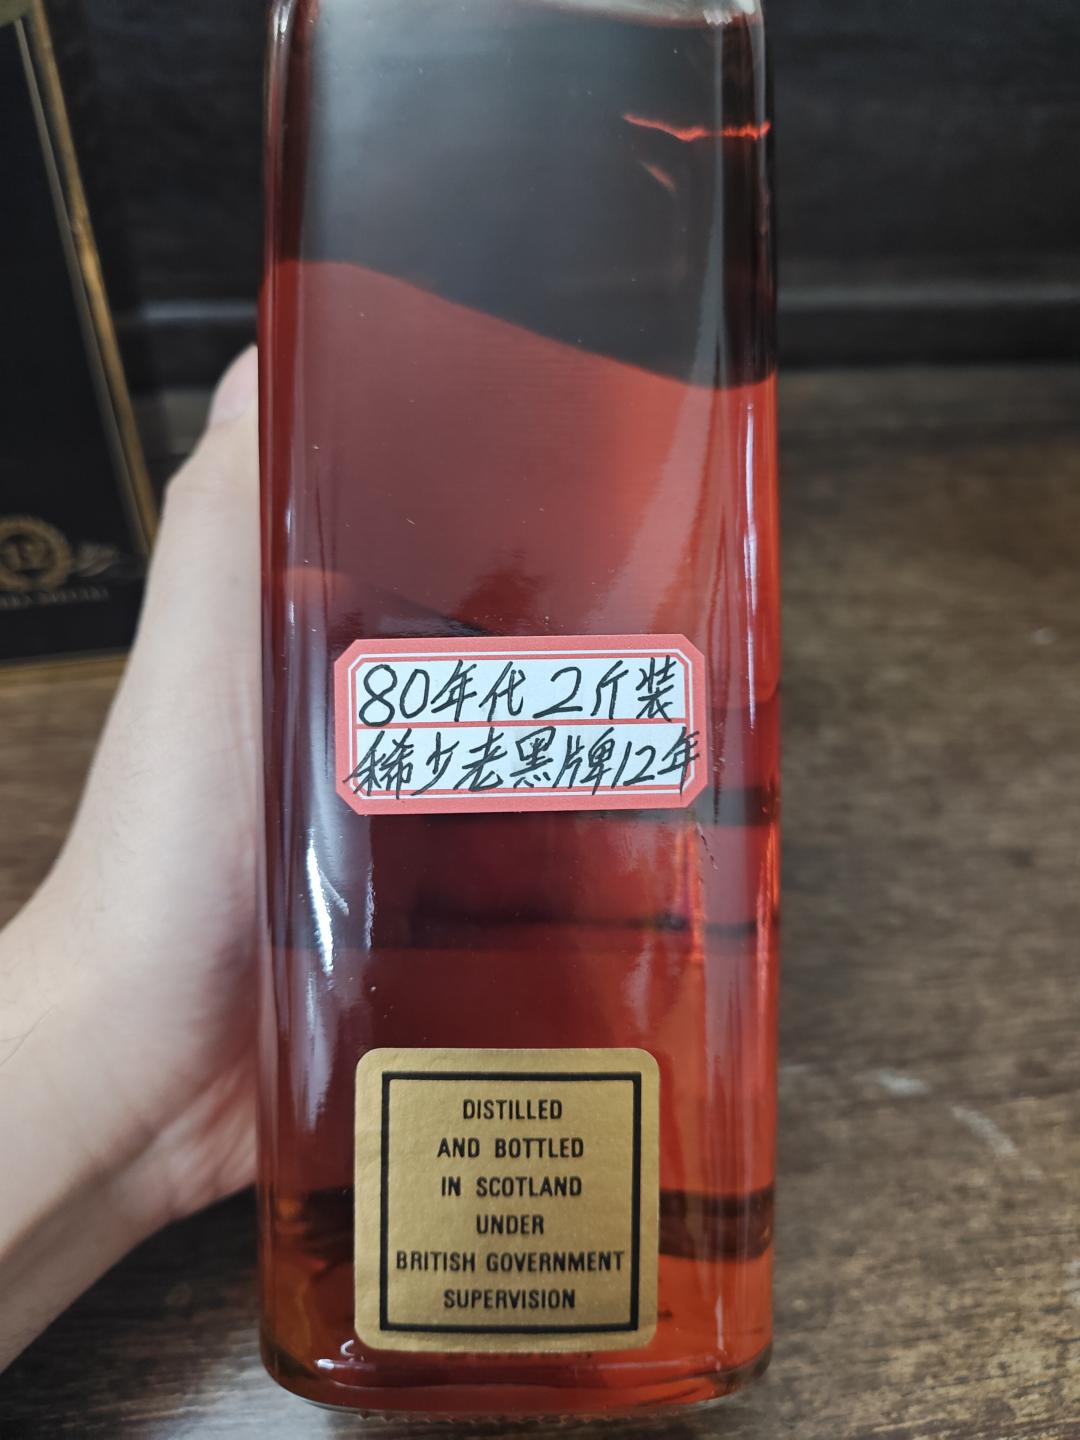 80年代2斤装
稀少老黑牌12年
DISTILLED
AND BOTTLED
IN SCOTLAND
UNDER
BRITISH GOVERNMENT
SUPERVISION
12